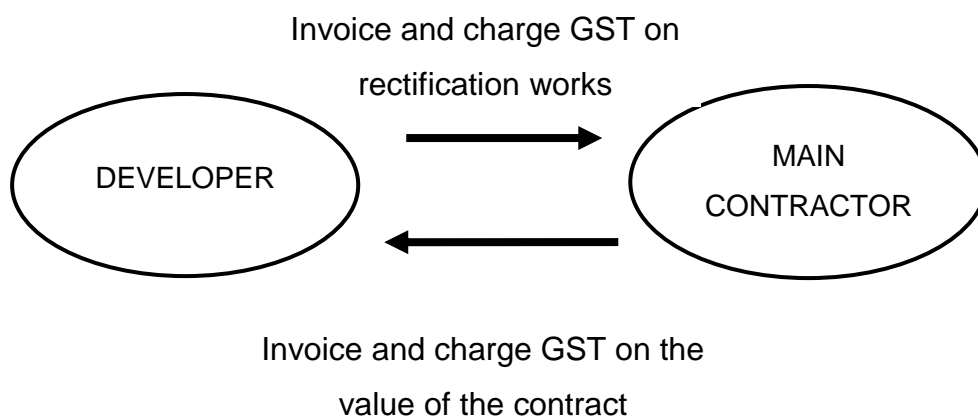 Invoice and charge GST on
rectification works
DEVELOPER
MAIN
CONTRACTOR
Invoice and charge GST on the
value of the contract